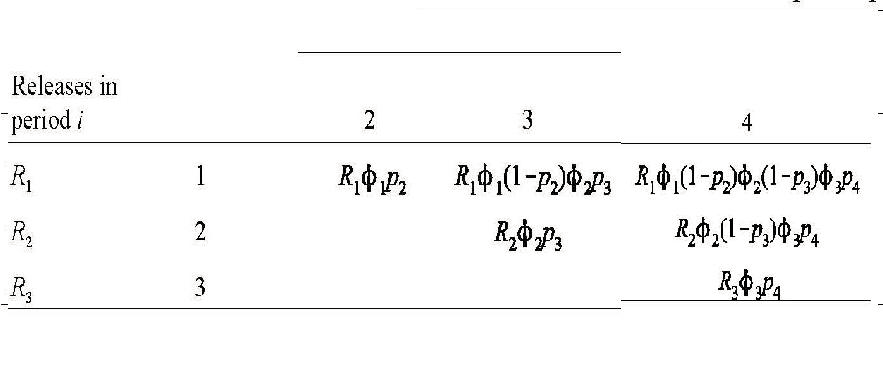 Releases in
period i 2 3 4
R₁ 1 R₁ϕ₁p₂ R₁ϕ₁(1−p₂)ϕ₂p₃ R₁ϕ₁(1−p₂)ϕ₂(1−p₃)ϕ₃p₄
R₂ 2 R₂ϕ₂p₃ R₂ϕ₂(1−p₃)ϕ₃p₄
R₃ 3 R₃ϕ₃p₄